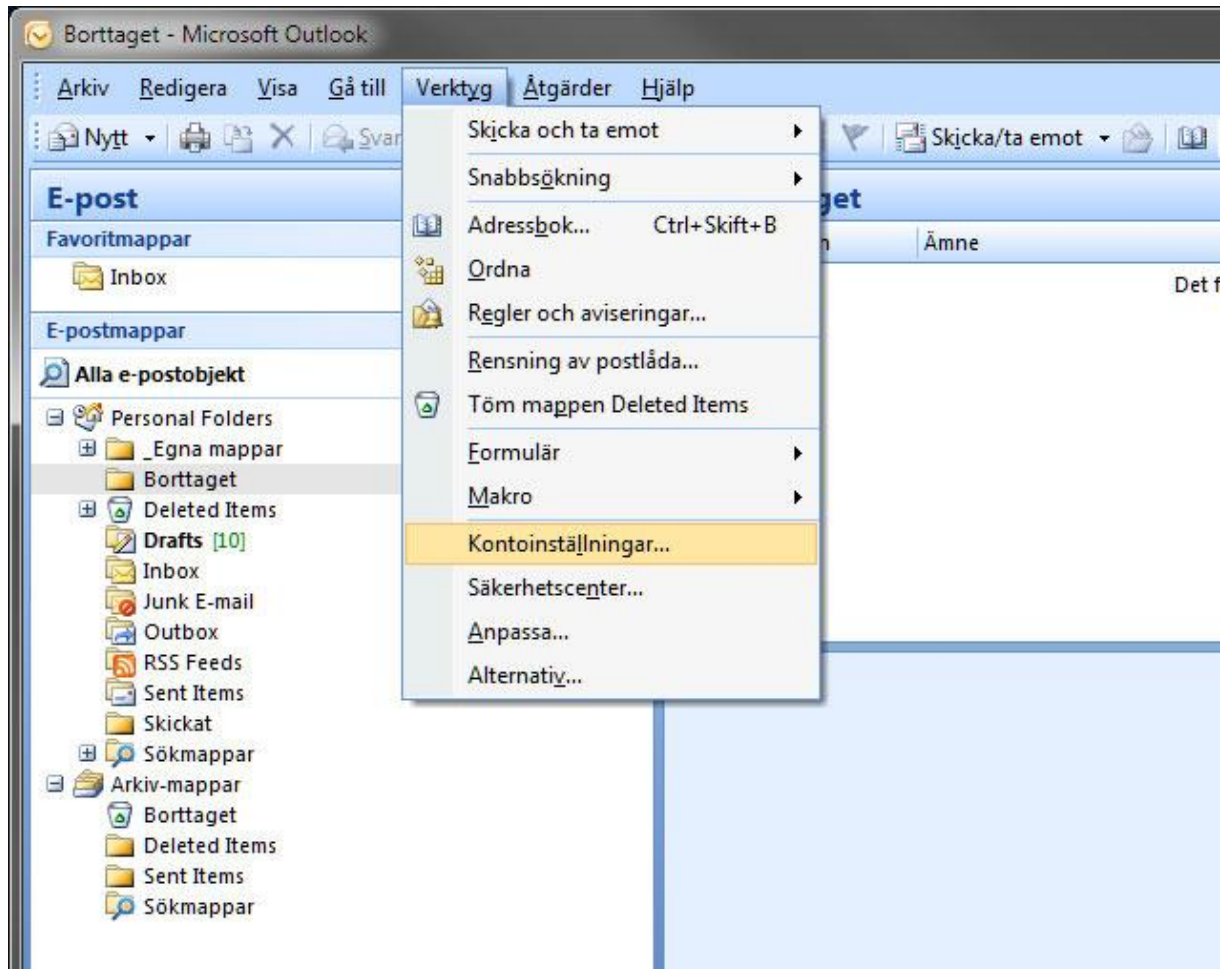 Borttaget - Microsoft Outlook
Arkiv Redigera Visa Gå till Verktyg Åtgärder Hjälp
Nytt Svar Skicka/ta emot
E-post
Favoritmappar
Inbox
E-postmappar
Alla e-postobjekt
Personal Folders
_Egna mappar
Borttaget
Deleted Items
Drafts [10]
Inbox
Junk E-mail
Outbox
RSS Feeds
Sent Items
Skickat
Sökmappar
Arkiv-mappar
Borttaget
Deleted Items
Sent Items
Sökmappar
Skicka och ta emot
Snabbsökning
Adressbok... Ctrl+Skift+B
Ordna
Regler och aviseringar...
Rensning av postlåda...
Töm mappen Deleted Items
Formulär
Makro
Kontoinställningar...
Säkerhetscenter...
Anpassa...
Alternativ...
get
Ämne
Det f